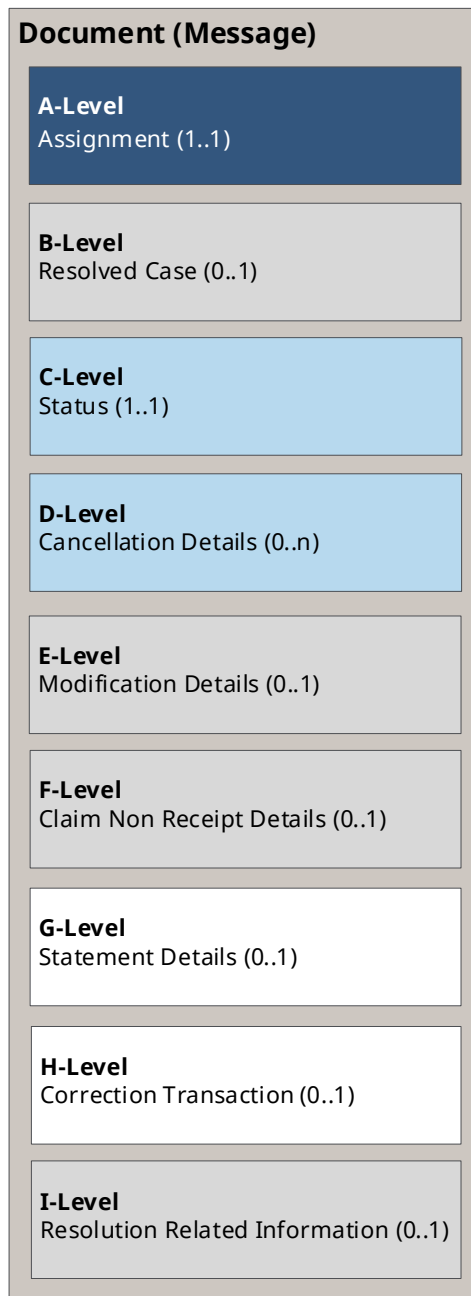 Document (Message)
A-Level
Assignment (1..1)
B-Level
Resolved Case (0..1)
C-Level
Status (1..1)
D-Level
Cancellation Details (0..n)
E-Level
Modification Details (0..1)
F-Level
Claim Non Receipt Details (0..1)
G-Level
Statement Details (0..1)
H-Level
Correction Transaction (0..1)
I-Level
Resolution Related Information (0..1)